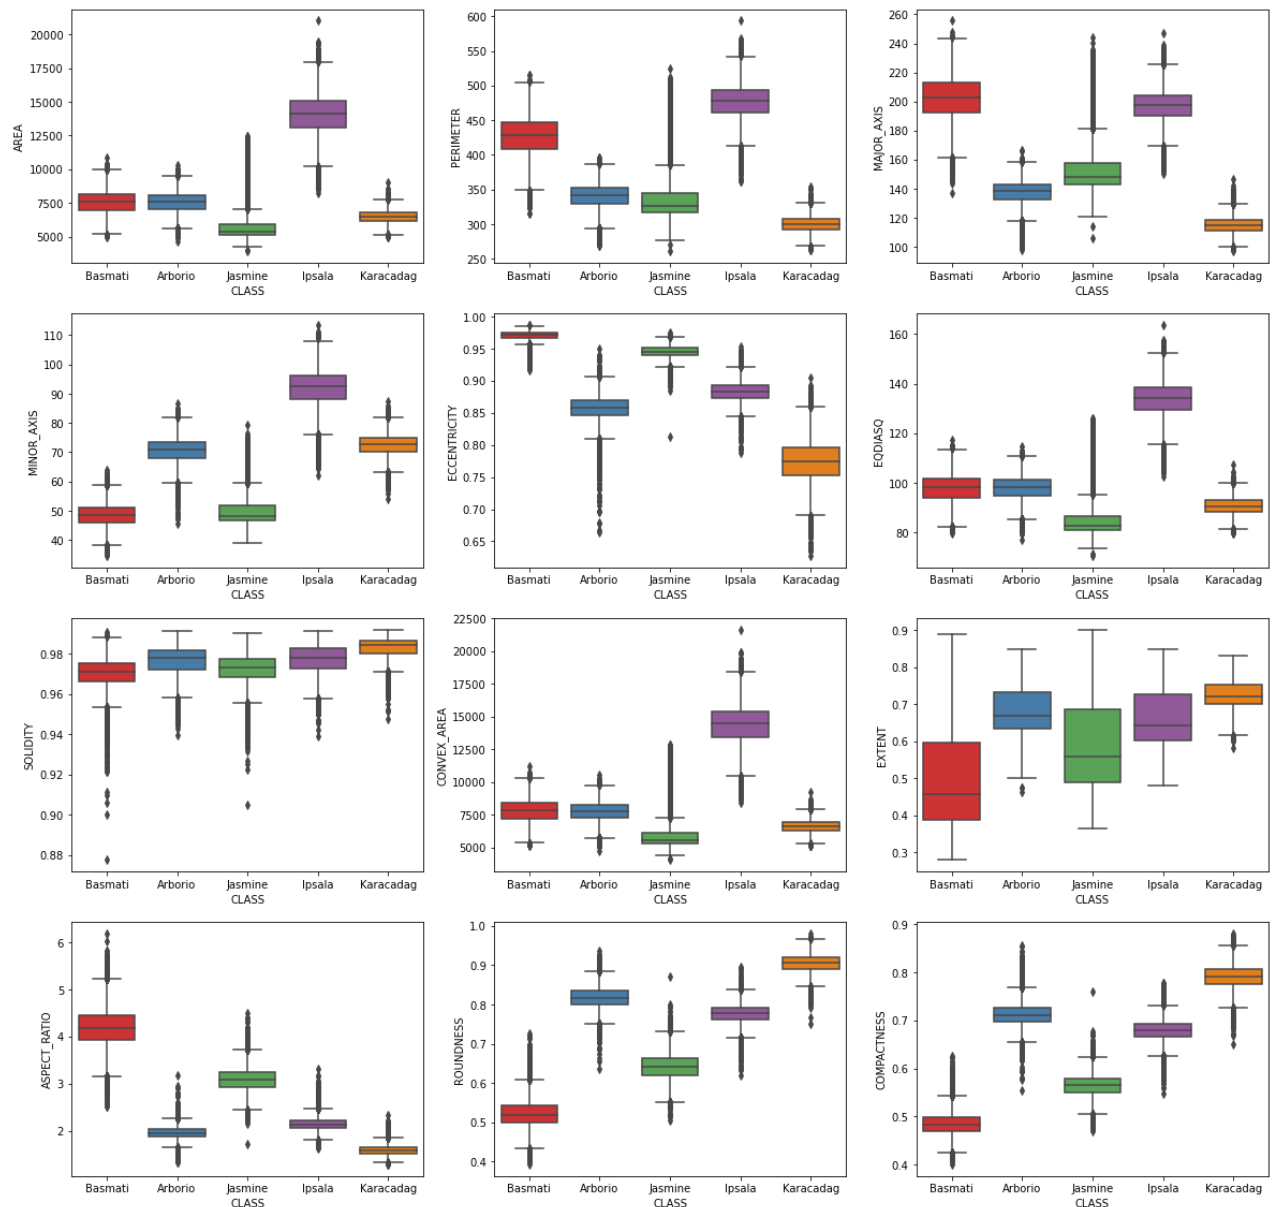 AREA
20000
17500
15000
12500
10000
7500
5000
Basmati Arborio Jasmine Ipsala Karacadag
CLASS
PERIMETER
600
550
500
450
400
350
300
250
Basmati Arborio Jasmine Ipsala Karacadag
CLASS
MAJOR_AXIS
260
240
220
200
180
160
140
120
100
Basmati Arborio Jasmine Ipsala Karacadag
CLASS
MINOR_AXIS
110
100
90
80
70
60
50
40
Basmati Arborio Jasmine Ipsala Karacadag
CLASS
ECCENTRICITY
1.00
0.95
0.90
0.85
0.80
0.75
0.70
0.65
Basmati Arborio Jasmine Ipsala Karacadag
CLASS
EQDIASQ
160
140
120
100
80
Basmati Arborio Jasmine Ipsala Karacadag
CLASS
SOLIDITY
0.98
0.96
0.94
0.92
0.90
0.88
Basmati Arborio Jasmine Ipsala Karacadag
CLASS
CONVEX_AREA
22500
20000
17500
15000
12500
10000
7500
5000
Basmati Arborio Jasmine Ipsala Karacadag
CLASS
EXTENT
0.9
0.8
0.7
0.6
0.5
0.4
0.3
Basmati Arborio Jasmine Ipsala Karacadag
CLASS
ASPECT_RATIO
6
5
4
3
2
Basmati Arborio Jasmine Ipsala Karacadag
CLASS
ROUNDNESS
1.0
0.9
0.8
0.7
0.6
0.5
0.4
Basmati Arborio Jasmine Ipsala Karacadag
CLASS
COMPACTNESS
0.9
0.8
0.7
0.6
0.5
0.4
Basmati Arborio Jasmine Ipsala Karacadag
CLASS